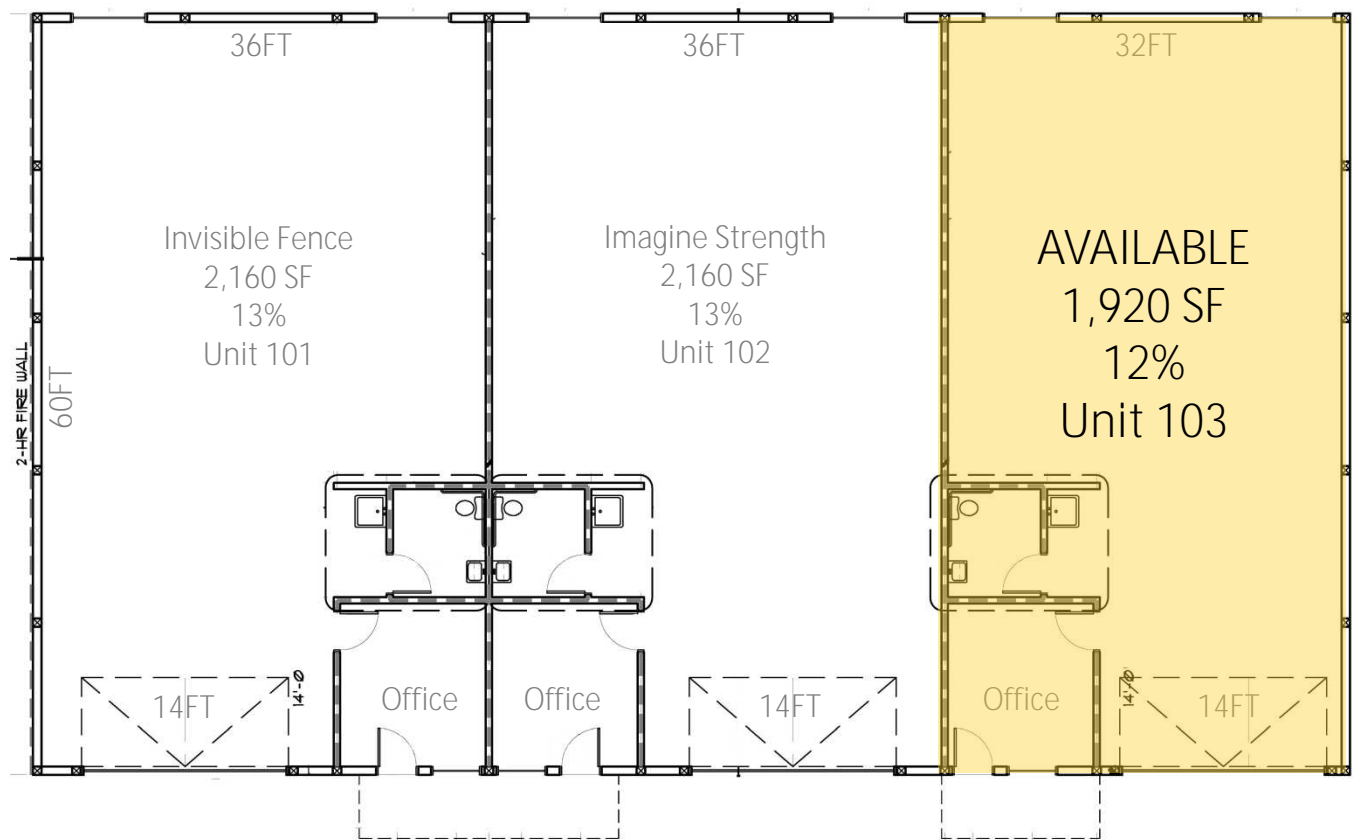 36FT
36FT
32FT
Invisible Fence
2,160 SF
13%
Unit 101
Imagine Strength
2,160 SF
13%
Unit 102
AVAILABLE
1,920 SF
12%
Unit 103
2-HR FIRE WALL
60FT
14FT
14'-0
Office
Office
14FT
Office
14'-0
14FT